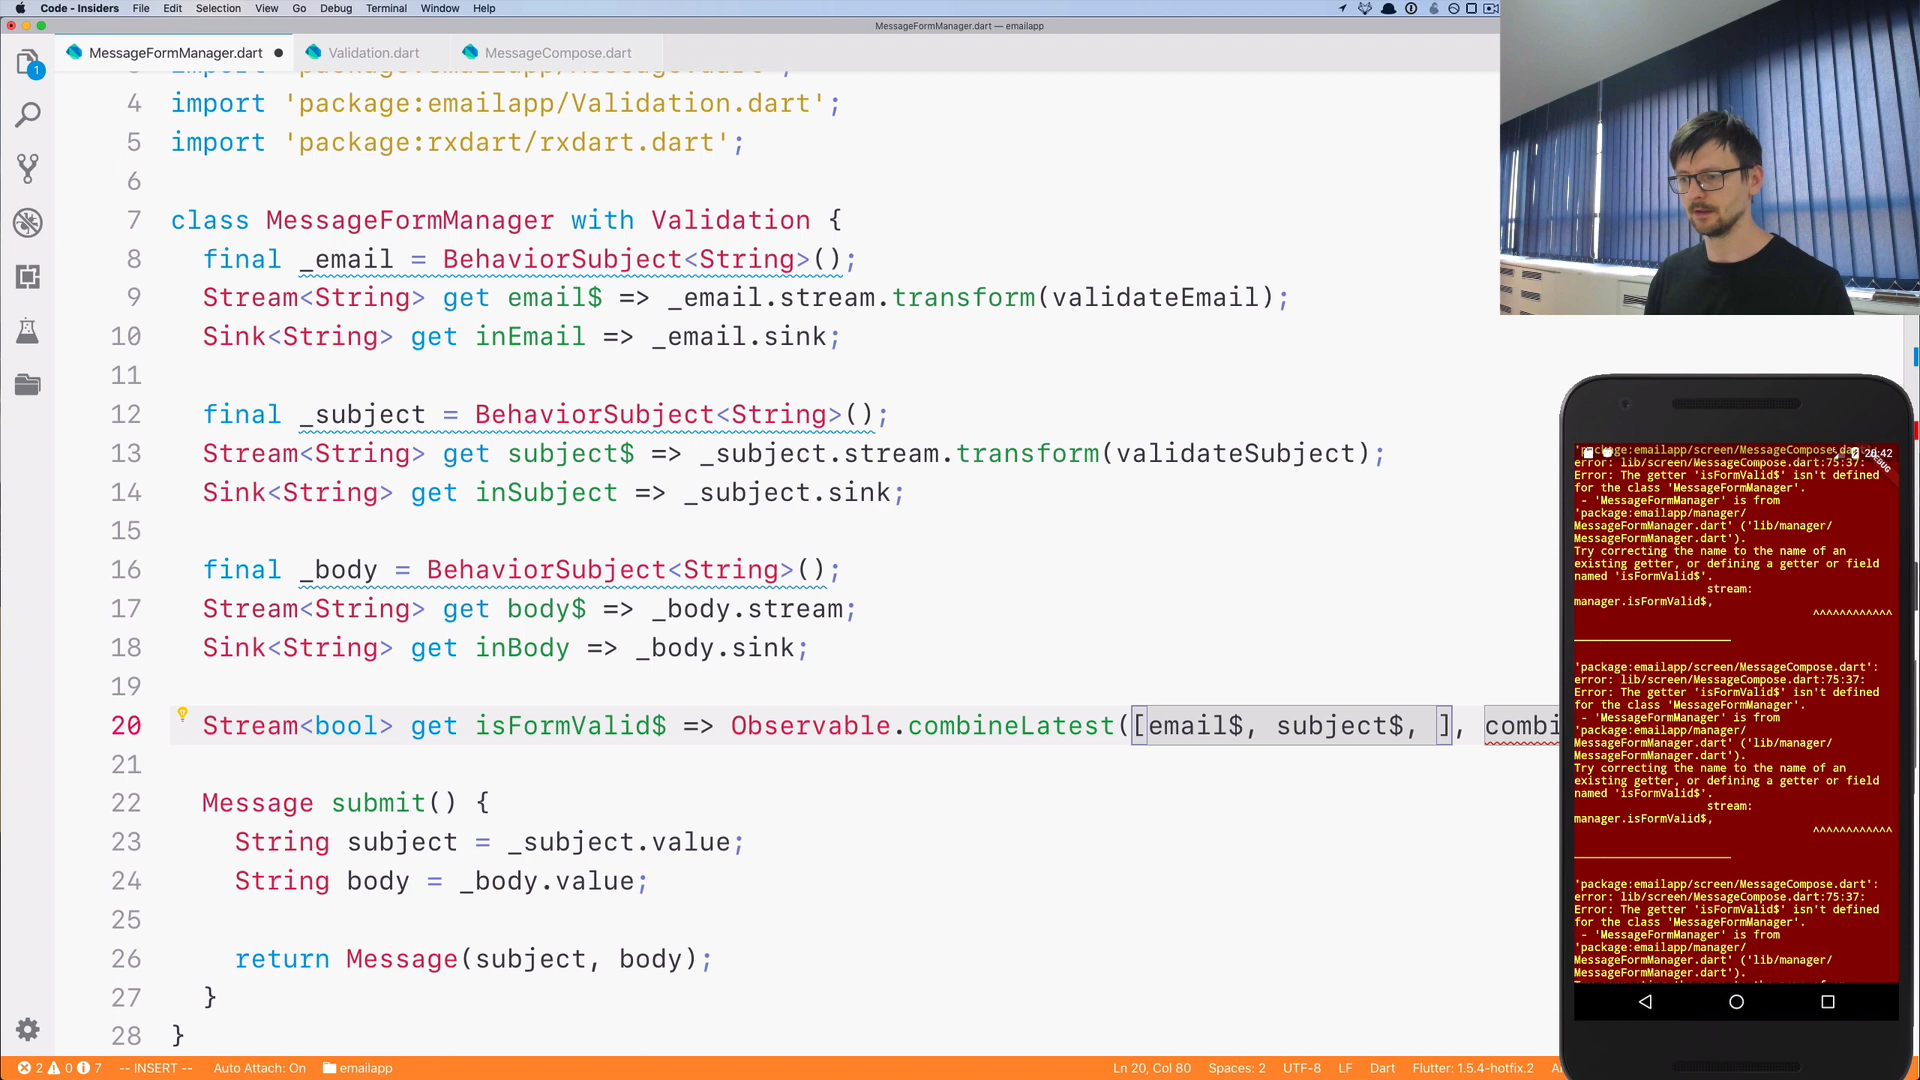 Code - Insiders File Edit Selection View Go Debug Terminal Window Help
MessageFormManager.dart — emailapp
MessageFormManager.dart Validation.dart MessageCompose.dart
1
4 import 'package:emailapp/Validation.dart';
5 import 'package:rxdart/rxdart.dart';
6
7 class MessageFormManager with Validation {
8 final _email = BehaviorSubject<String>();
9 Stream<String> get email$ => _email.stream.transform(validateEmail);
10 Sink<String> get inEmail => _email.sink;
11
12 final _subject = BehaviorSubject<String>();
13 Stream<String> get subject$ => _subject.stream.transform(validateSubject);
14 Sink<String> get inSubject => _subject.sink;
15
16 final _body = BehaviorSubject<String>();
17 Stream<String> get body$ => _body.stream;
18 Sink<String> get inBody => _body.sink;
19
20 Stream<bool> get isFormValid$ => Observable.combineLatest([email$, subject$, ], combi
21
22 Message submit() {
23 String subject = _subject.value;
24 String body = _body.value;
25
26 return Message(subject, body);
27 }
28 }
2 0 7 -- INSERT -- Auto Attach: On emailapp Ln 20, Col 80 Spaces: 2 UTF-8 LF Dart Flutter: 1.5.4-hotfix.2
20:42
DEBUG
'package:emailapp/screen/MessageCompose.da
error: lib/screen/MessageCompose.dart:75:37:
Error: The getter 'isFormValid$' isn't defined
for the class 'MessageFormManager'.
- 'MessageFormManager' is from
'package:emailapp/manager/
MessageFormManager.dart' ('lib/manager/
MessageFormManager.dart').
Try correcting the name to the name of an
existing getter, or defining a getter or field
named 'isFormValid$'.
stream:
manager.isFormValid$,
^^^^^^^^^^^^
'package:emailapp/screen/MessageCompose.dart':
error: lib/screen/MessageCompose.dart:75:37:
Error: The getter 'isFormValid$' isn't defined
for the class 'MessageFormManager'.
- 'MessageFormManager' is from
'package:emailapp/manager/
MessageFormManager.dart' ('lib/manager/
MessageFormManager.dart').
Try correcting the name to the name of an
existing getter, or defining a getter or field
named 'isFormValid$'.
stream:
manager.isFormValid$,
^^^^^^^^^^^^
'package:emailapp/screen/MessageCompose.dart':
error: lib/screen/MessageCompose.dart:75:37:
Error: The getter 'isFormValid$' isn't defined
for the class 'MessageFormManager'.
- 'MessageFormManager' is from
'package:emailapp/manager/
MessageFormManager.dart' ('lib/manager/
MessageFormManager.dart').